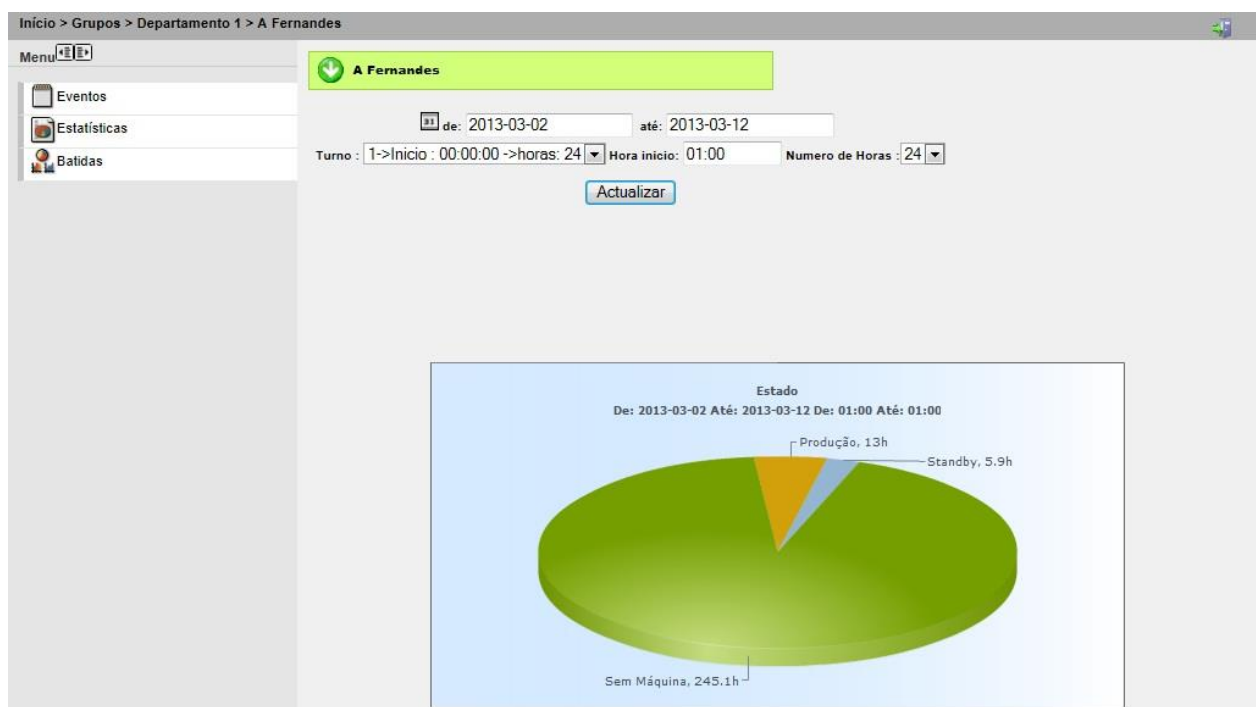 Início > Grupos > Departamento 1 > A Fernandes
Menu
Eventos
Estatísticas
Batidas
A Fernandes
31 de: 2013-03-02 até: 2013-03-12
Turno : 1->Inicio : 00:00:00 ->horas: 24 Hora inicio: 01:00 Numero de Horas : 24
Actualizar
Estado
De: 2013-03-02 Até: 2013-03-12 De: 01:00 Até: 01:00
Produção, 13h
Standby, 5.9h
Sem Máquina, 245.1h